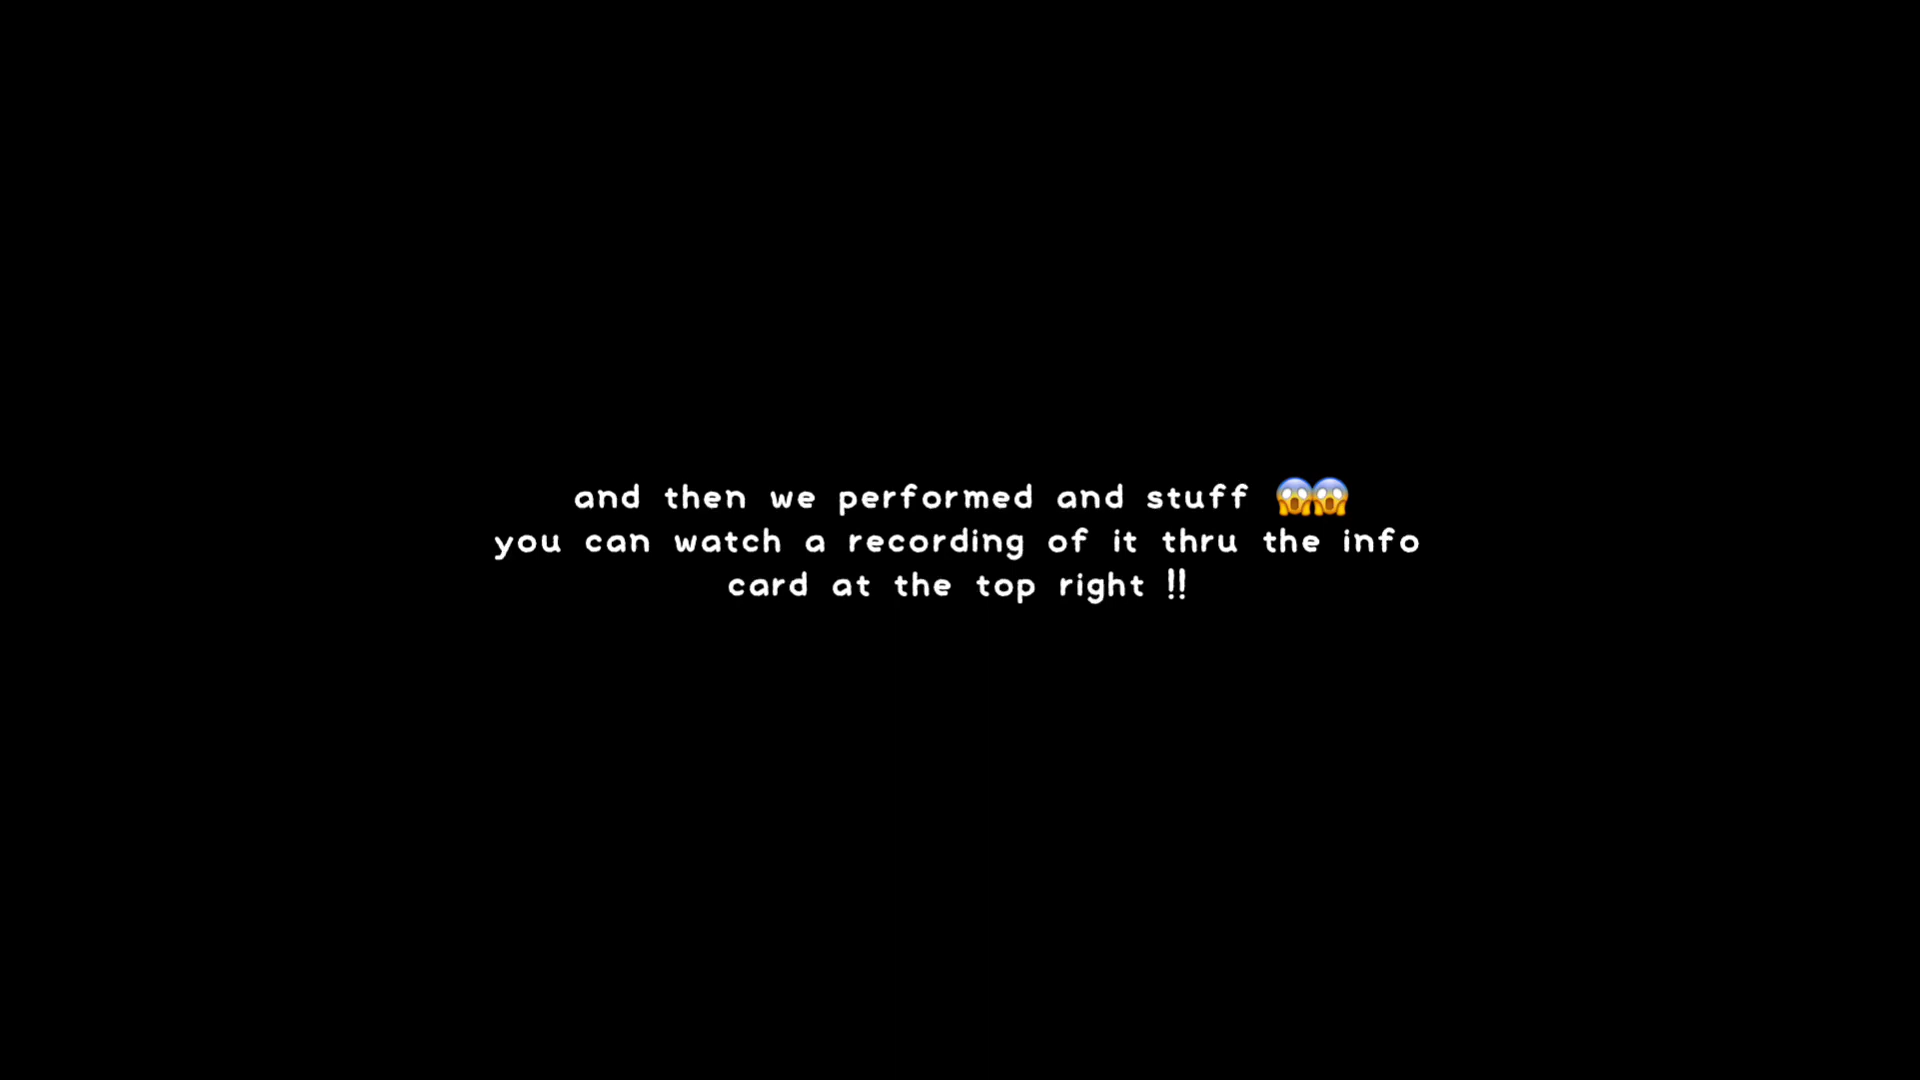 and then we performed and stuff 😱😱
you can watch a recording of it thru the info
card at the top right !!